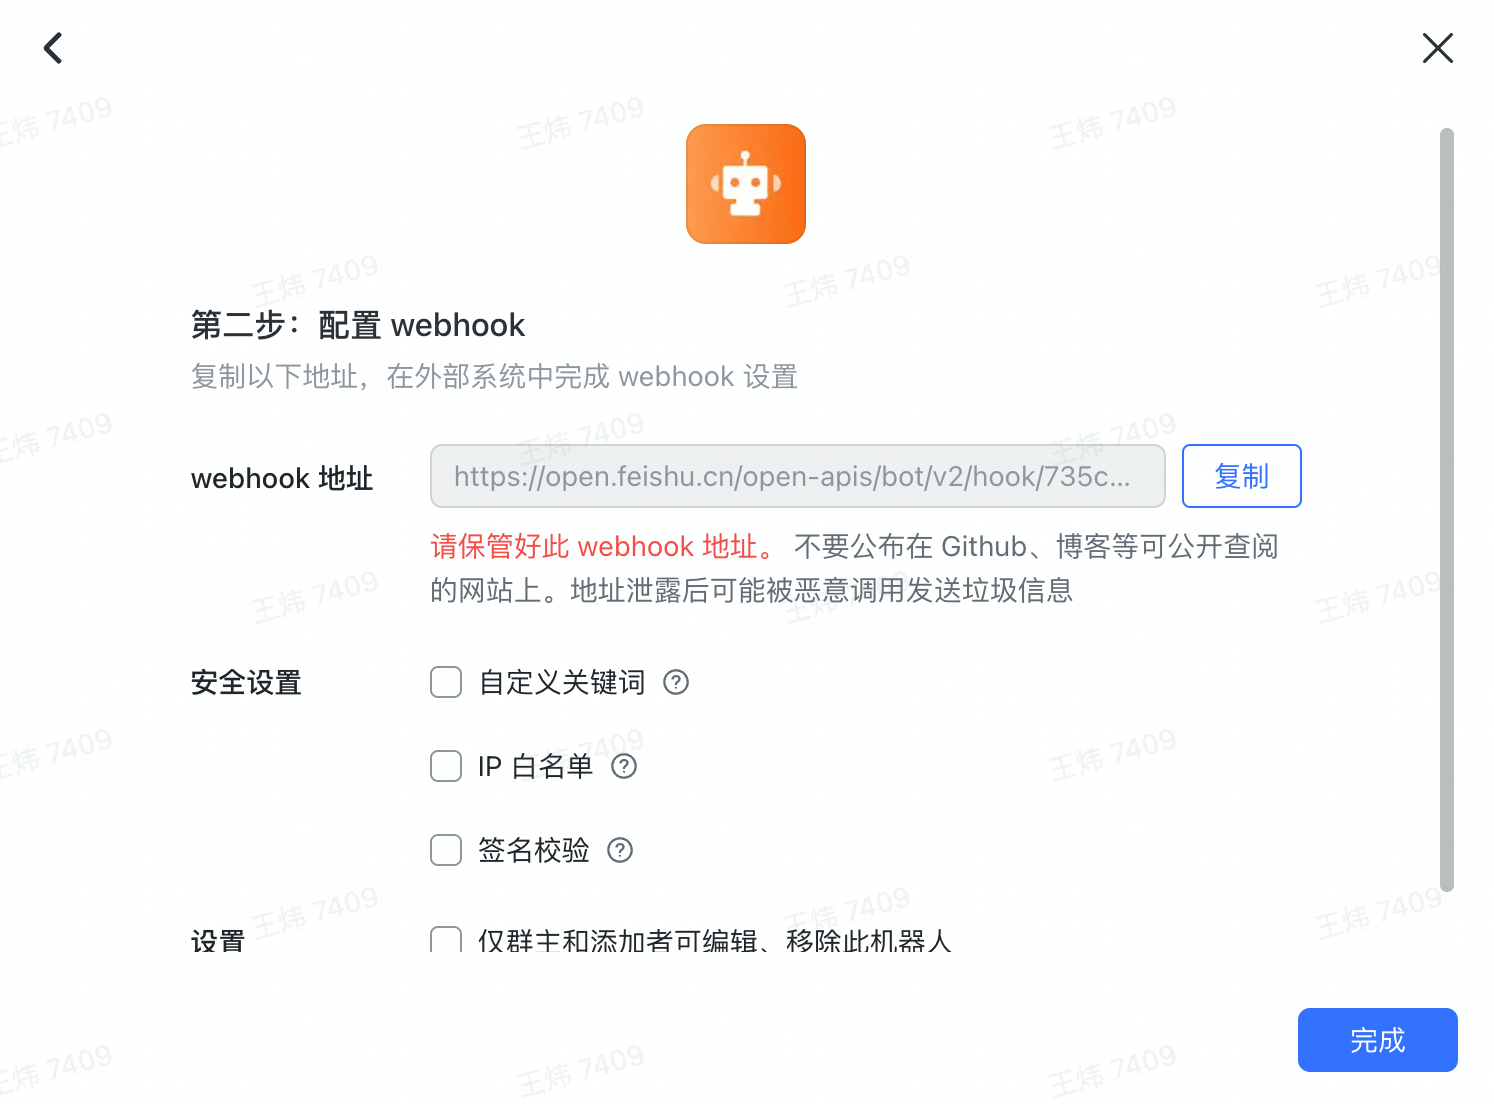 第二步：配置 webhook
复制以下地址，在外部系统中完成 webhook 设置
webhook 地址
https://open.feishu.cn/open-apis/bot/v2/hook/735c...
复制
请保管好此 webhook 地址。 不要公布在 Github、博客等可公开查阅
的网站上。地址泄露后可能被恶意调用发送垃圾信息
安全设置
自定义关键词
IP 白名单
签名校验
设置
仅群主和添加者可编辑、移除此机器人
完成
王炜 7409